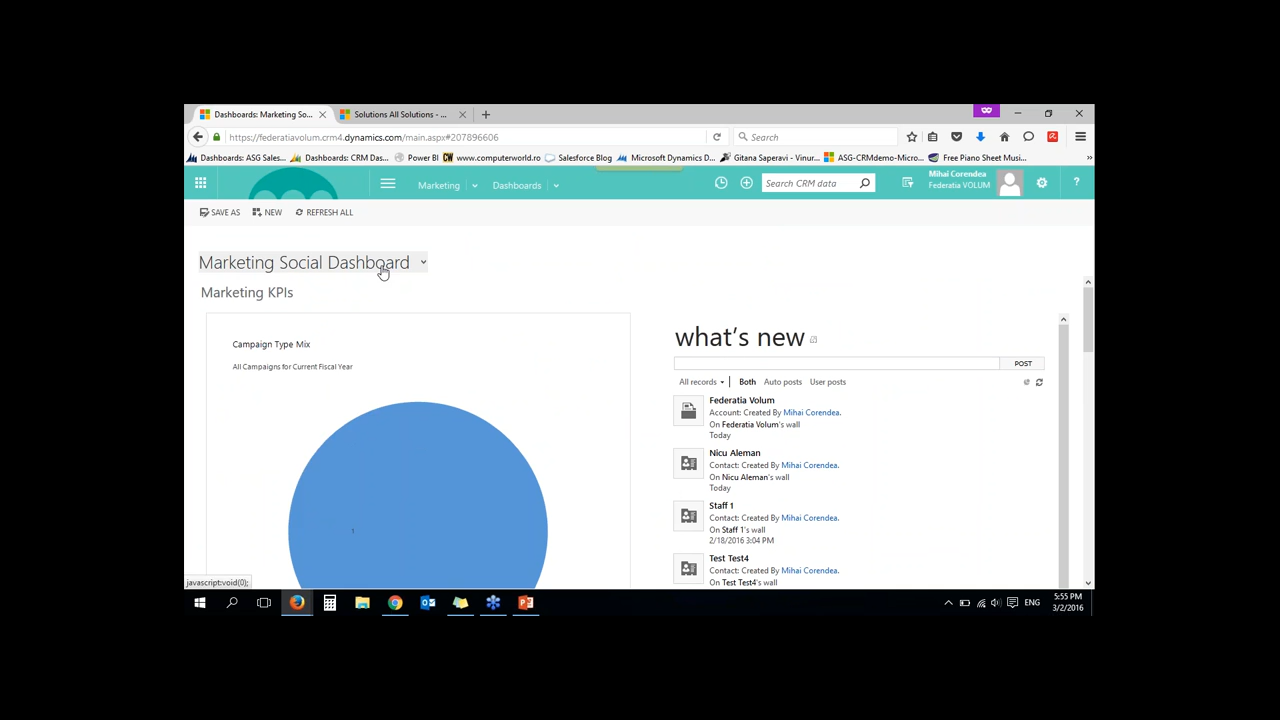 Dashboards: Marketing So...
Solutions All Solutions - ...
https://federatiavolum.crm4.dynamics.com/main.aspx#207896606
Search
Dashboards: ASG Sales...
Dashboards: CRM Das...
Power BI
www.computerworld.ro
Salesforce Blog
Microsoft Dynamics D...
Gitana Saperavi - Vinur...
ASG-CRMdemo-Micro...
Free Piano Sheet Musi...
Marketing
Dashboards
Search CRM data
Mihai Corendea
Federatia VOLUM
?
SAVE AS
NEW
REFRESH ALL
Marketing Social Dashboard
Marketing KPIs
Campaign Type Mix
All Campaigns for Current Fiscal Year
1
what's new
POST
All records
Both
Auto posts
User posts
Federatia Volum
Account: Created By Mihai Corendea.
On Federatia Volum's wall
Today
Nicu Aleman
Contact: Created By Mihai Corendea.
On Nicu Aleman's wall
Today
Staff 1
Contact: Created By Mihai Corendea.
On Staff 1's wall
2/18/2016 3:04 PM
Test Test4
Contact: Created By Mihai Corendea.
On Test Test4's wall
javascript:void(0);
ENG
5:55 PM
3/2/2016